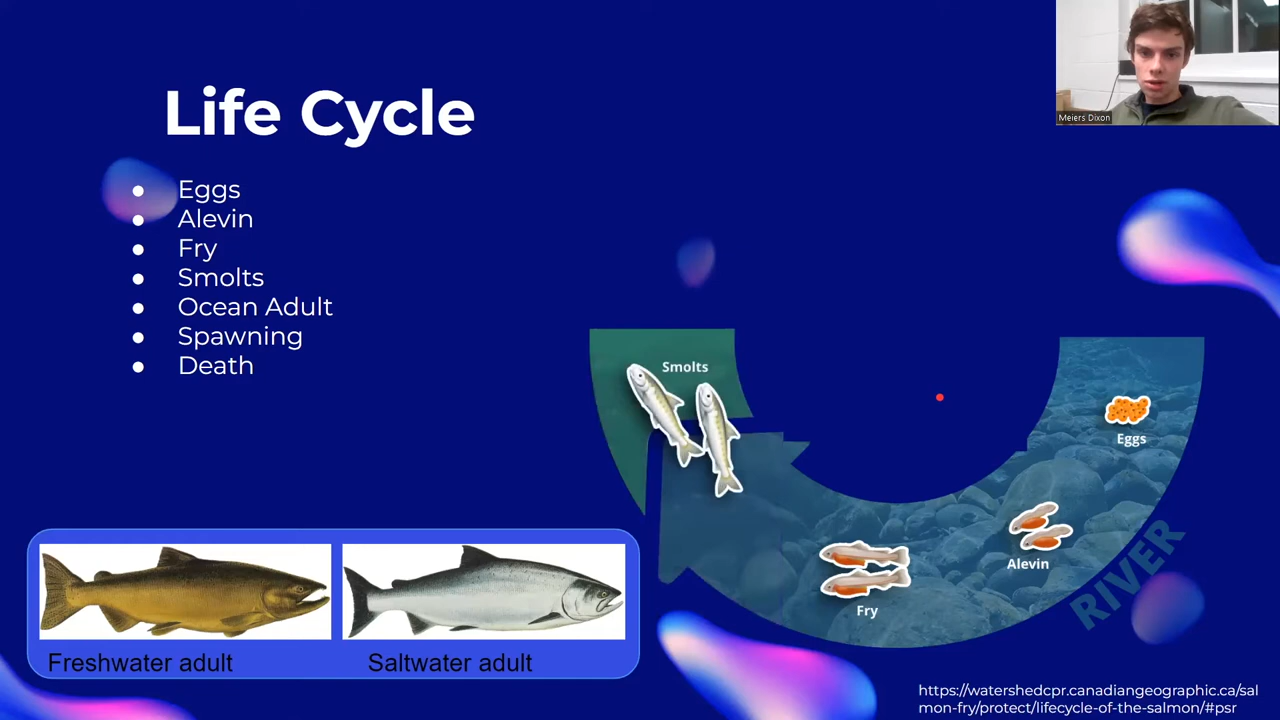 Life Cycle
Eggs
Alevin
Fry
Smolts
Ocean Adult
Spawning
Death
Meiers Dixon
Smolts
Eggs
Alevin
Fry
RIVER
Freshwater adult
Saltwater adult
https://watershedcpr.canadiangeographic.ca/sal
mon-fry/protect/lifecycle-of-the-salmon/#psr